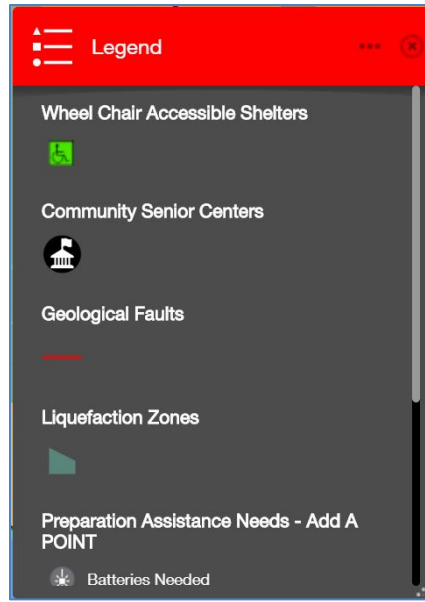 Legend
Wheel Chair Accessible Shelters
Community Senior Centers
Geological Faults
Liquefaction Zones
Preparation Assistance Needs - Add A
POINT
Batteries Needed